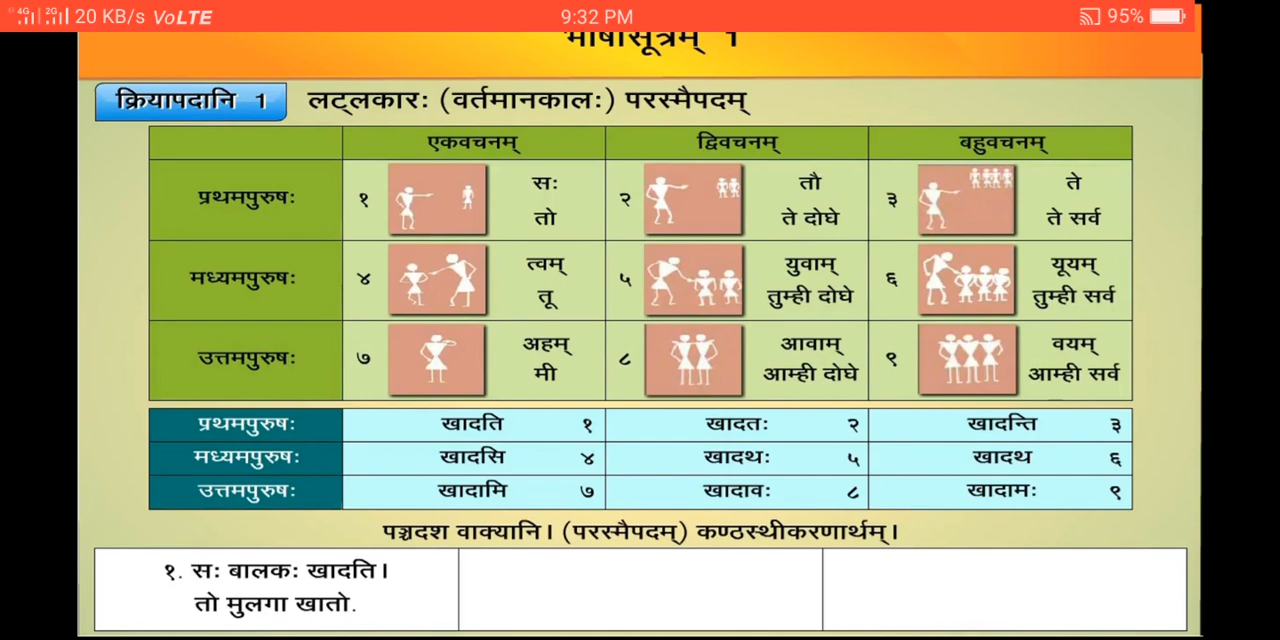 4G 2G 20 KB/s VoLTE 9:32 PM 95%
भाषासूत्रम् 1
क्रियापदानि 1 लट्लकारः (वर्तमानकालः) परस्मैपदम्
एकवचनम् द्विवचनम् बहुवचनम्
प्रथमपुरुषः १ सः २ तौ ३ ते
तो ते दोघे ते सर्व
मध्यमपुरुषः ४ त्वम् ५ युवाम् ६ यूयम्
तू तुम्ही दोघे तुम्ही सर्व
उत्तमपुरुषः ७ अहम् ८ आवाम् ९ वयम्
मी आम्ही दोघे आम्ही सर्व
प्रथमपुरुषः खादति १ खादतः २ खादन्ति ३
मध्यमपुरुषः खादसि ४ खादथः ५ खादथ ६
उत्तमपुरुषः खादामि ७ खादावः ८ खादामः ९
पञ्चदश वाक्यानि। (परस्मैपदम्) कण्ठस्थीकरणार्थम्।
१. सः बालकः खादति।
तो मुलगा खातो.